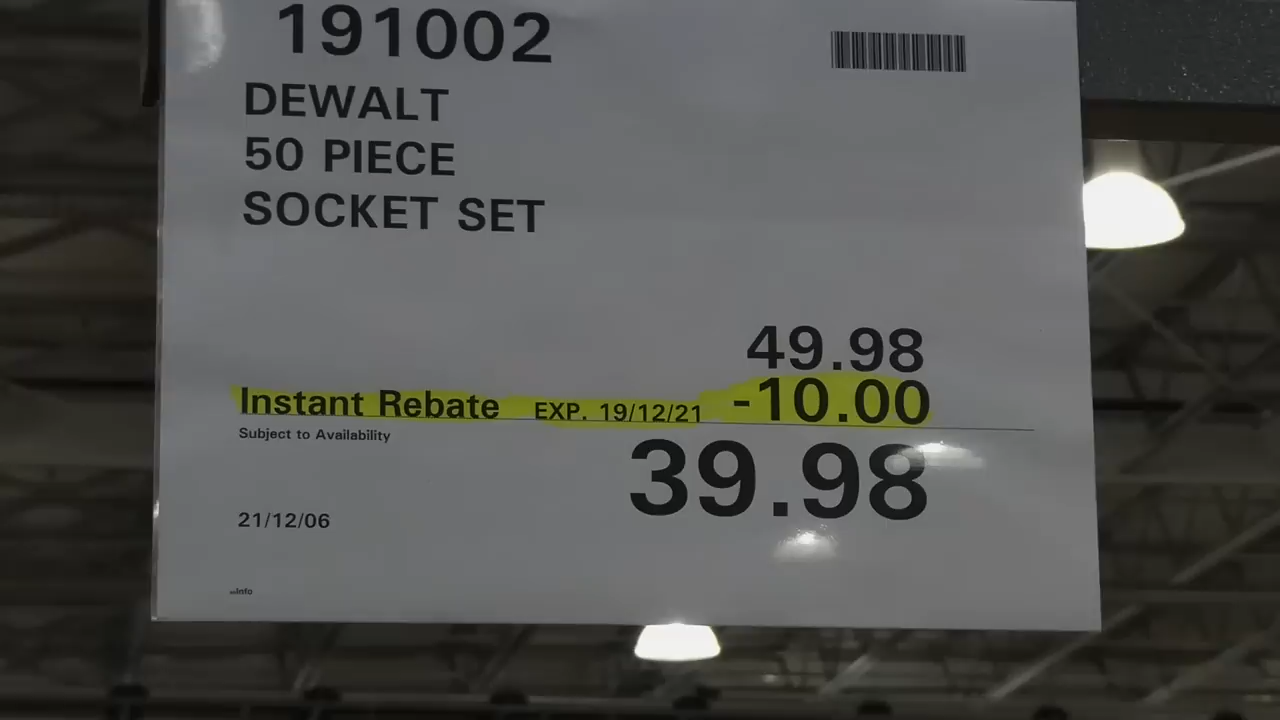 191002
DEWALT
50 PIECE
SOCKET SET
49.98
Instant Rebate EXP. 19/12/21 -10.00
Subject to Availability
39.98
21/12/06